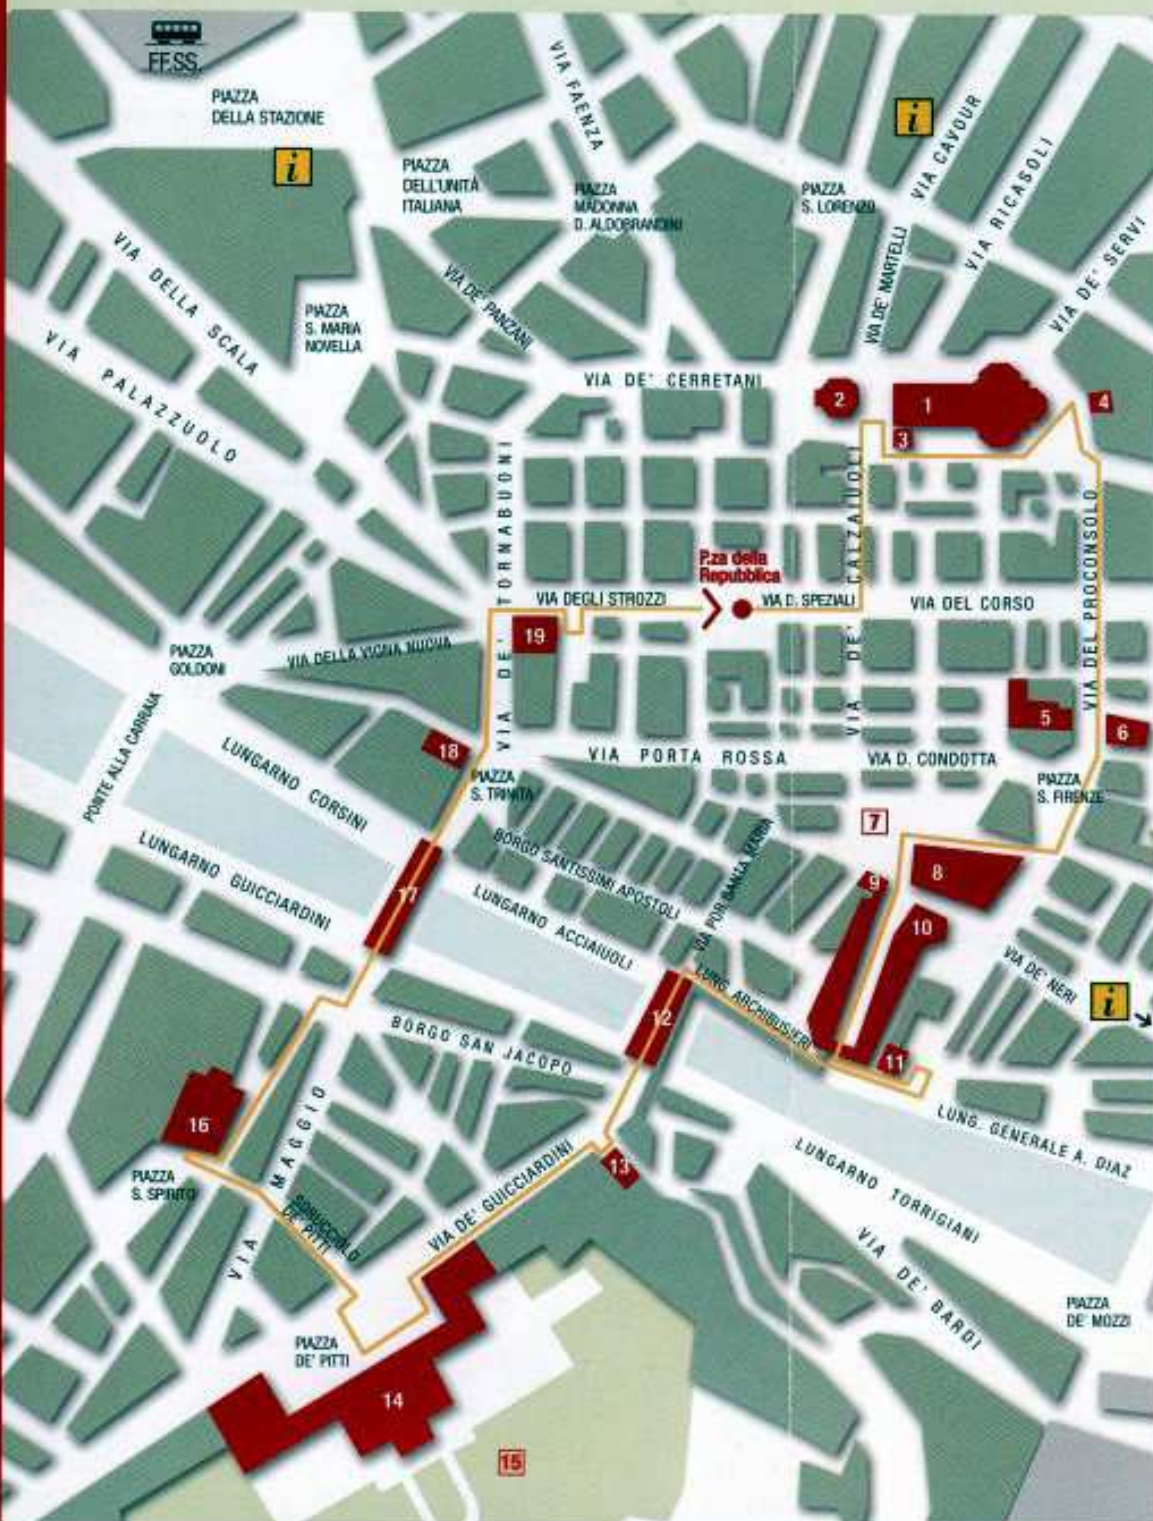 FF.SS.
PIAZZA
DELLA STAZIONE
i
VIA FAENZA
i
VIA CAVOUR
VIA RICASOLI
PIAZZA
DELL'UNITÀ
ITALIANA
PIAZZA
MADONNA
D. ALDOBRANDINI
PIAZZA
S. LORENZO
VIA DE' MARTELLI
VIA DE' SERVI
VIA DELLA SCALA
VIA DE' PANZANI
PIAZZA
S. MARIA
NOVELLA
VIA PALAZZUOLO
VIA DE' CERRETANI
2
1
3
4
VIA DE' TORNABUONI
VIA DE' CALZAIUOLI
VIA DEL PROCONSOLO
P.za della
Repubblica
VIA DEGLI STROZZI
VIA D. SPEZIALI
VIA DEL CORSO
19
PIAZZA
GOLDONI
VIA DELLA VIGNA NUOVA
5
6
18
PONTE ALLA CARRAIA
LUNGARNO CORSINI
VIA PORTA ROSSA
VIA D. CONDOTTA
PIAZZA
S. TRINITA
PIAZZA
S. FIRENZE
7
BORGO SANTISSIMI APOSTOLI
VIA POR SANTA MARIA
LUNGARNO GUICCIARDINI
17
8
9
10
LUNGARNO ACCIAIUOLI
VIA DE' NERI
i
LUNG. ARCHIBUSIERI
12
BORGO SAN JACOPO
11
LUNG. GENERALE A. DIAZ
16
VIA MAGGIO
VIA DE' GUICCIARDINI
13
LUNGARNO TORRIGIANI
PIAZZA
S. SPIRITO
SDRUCCIOLO
DE' PITTI
VIA DE' BARDI
PIAZZA
DE' MOZZI
PIAZZA
DE' PITTI
14
15